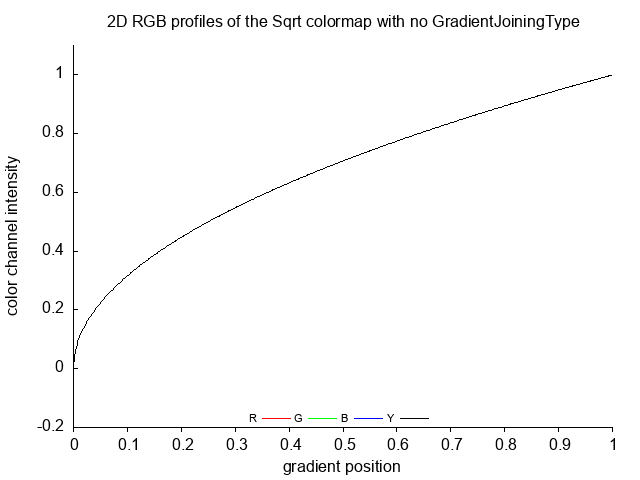 2D RGB profiles of the Sqrt colormap with no GradientJoiningType
color channel intensity
1
0.8
0.6
0.4
0.2
0
-0.2
R G B Y
0 0.1 0.2 0.3 0.4 0.5 0.6 0.7 0.8 0.9 1
gradient position